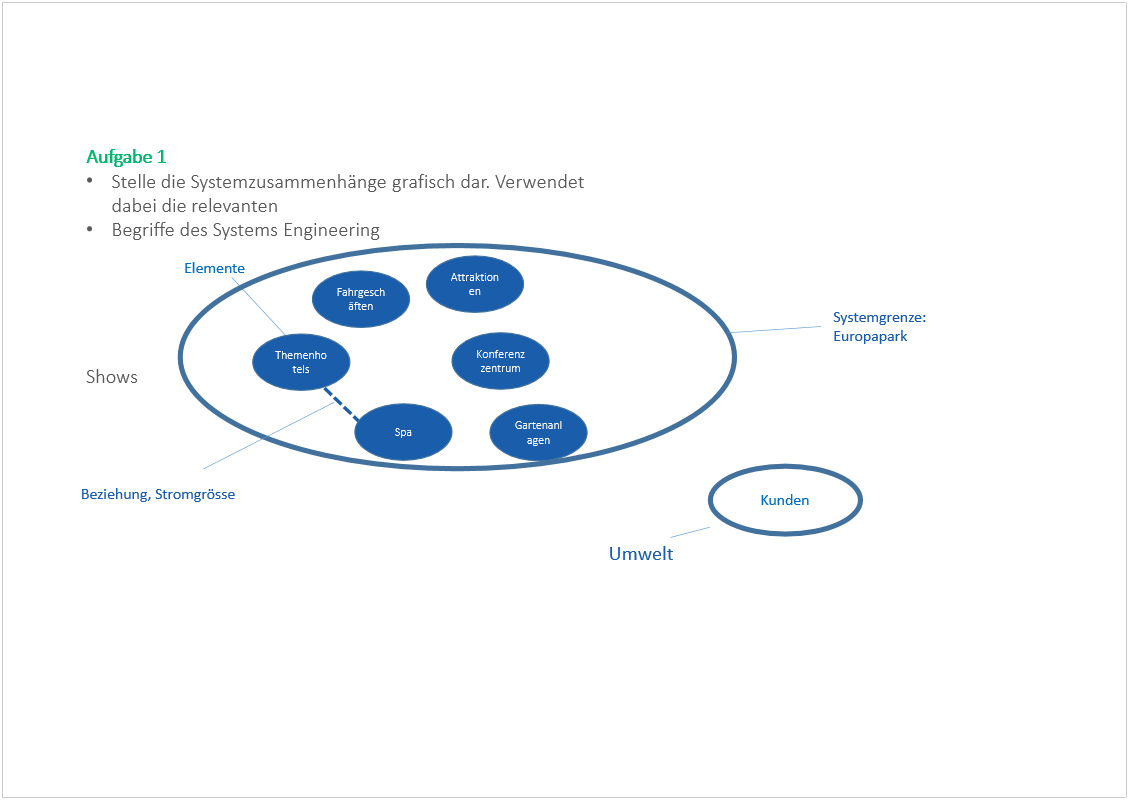 Aufgabe 1
• Stelle die Systemzusammenhänge grafisch dar. Verwendet
dabei die relevanten
• Begriffe des Systems Engineering
Elemente
Fahrgesch
äften
Attraktion
en
Systemgrenze:
Europapark
Themenho
tels
Konferenz
zentrum
Shows
Spa
Gartenanl
agen
Beziehung, Stromgrösse
Kunden
Umwelt